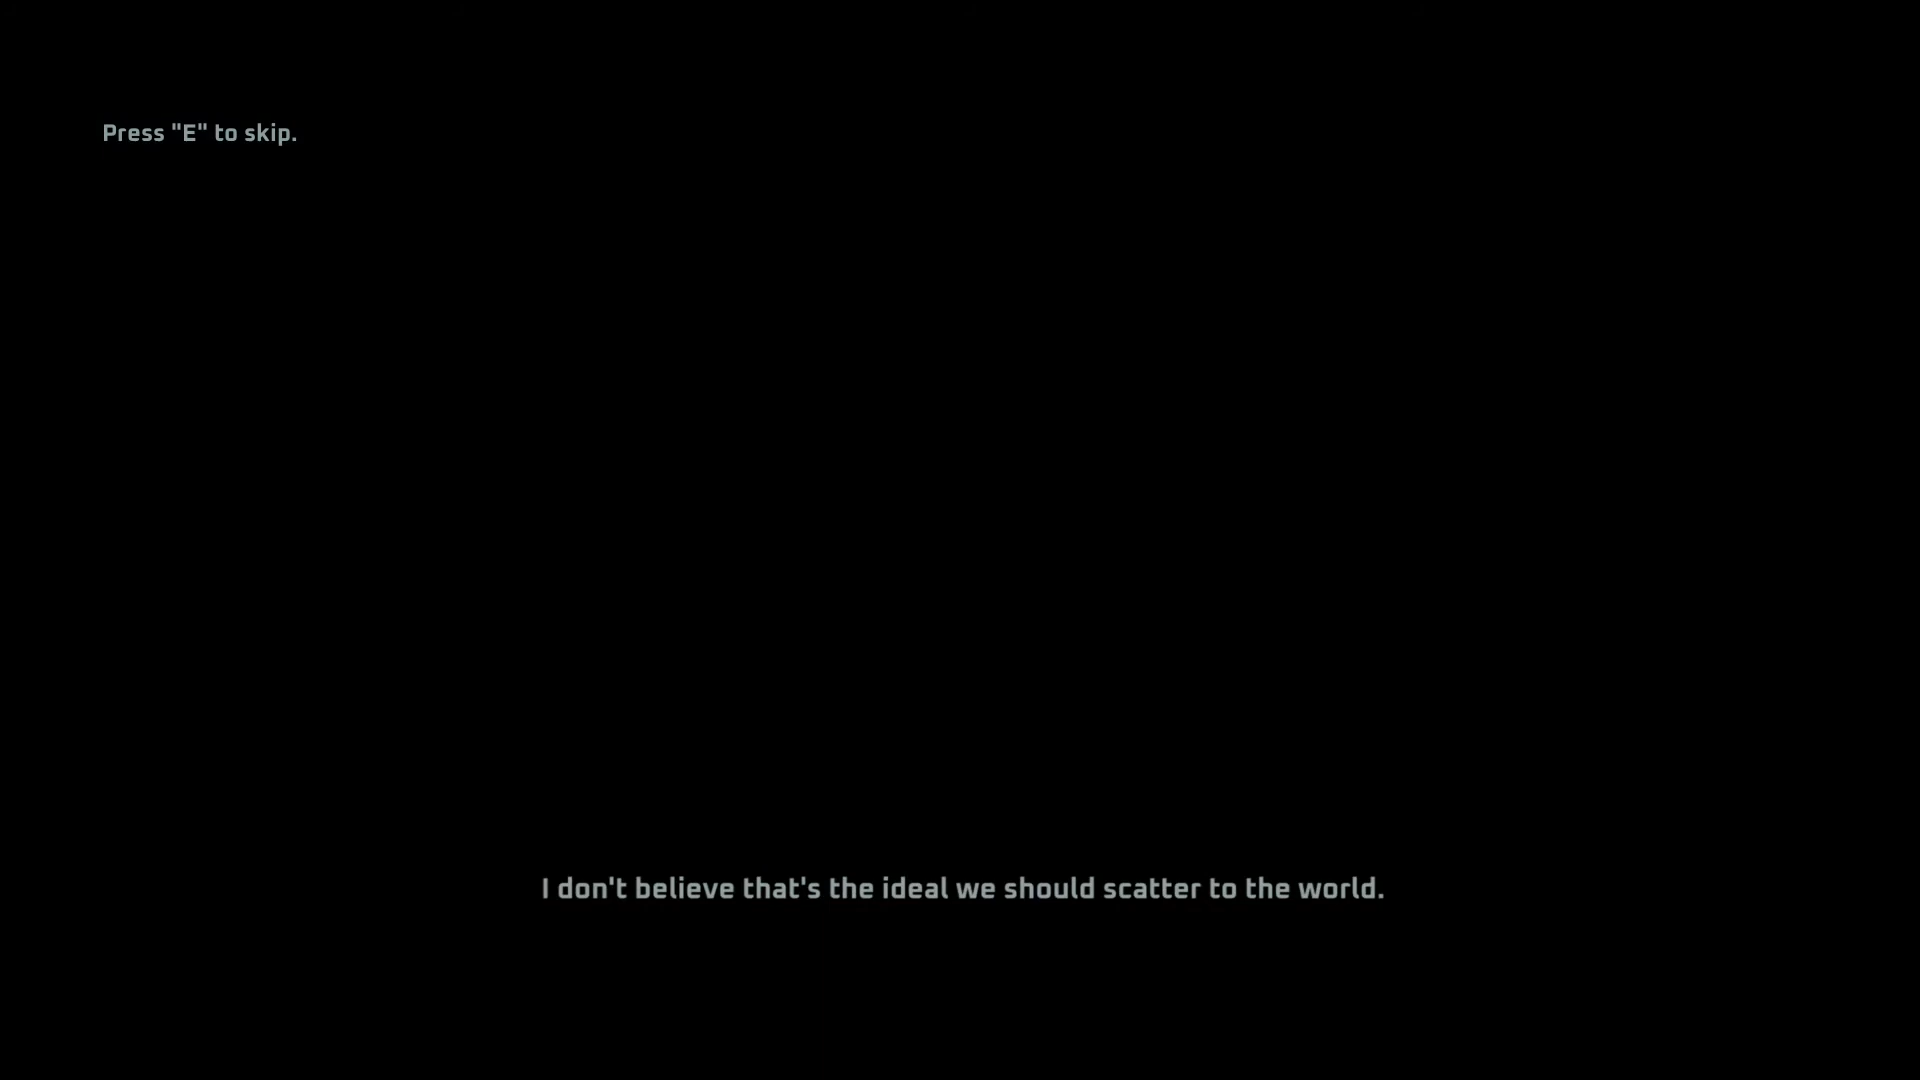 Press "E" to skip.
I don't believe that's the ideal we should scatter to the world.